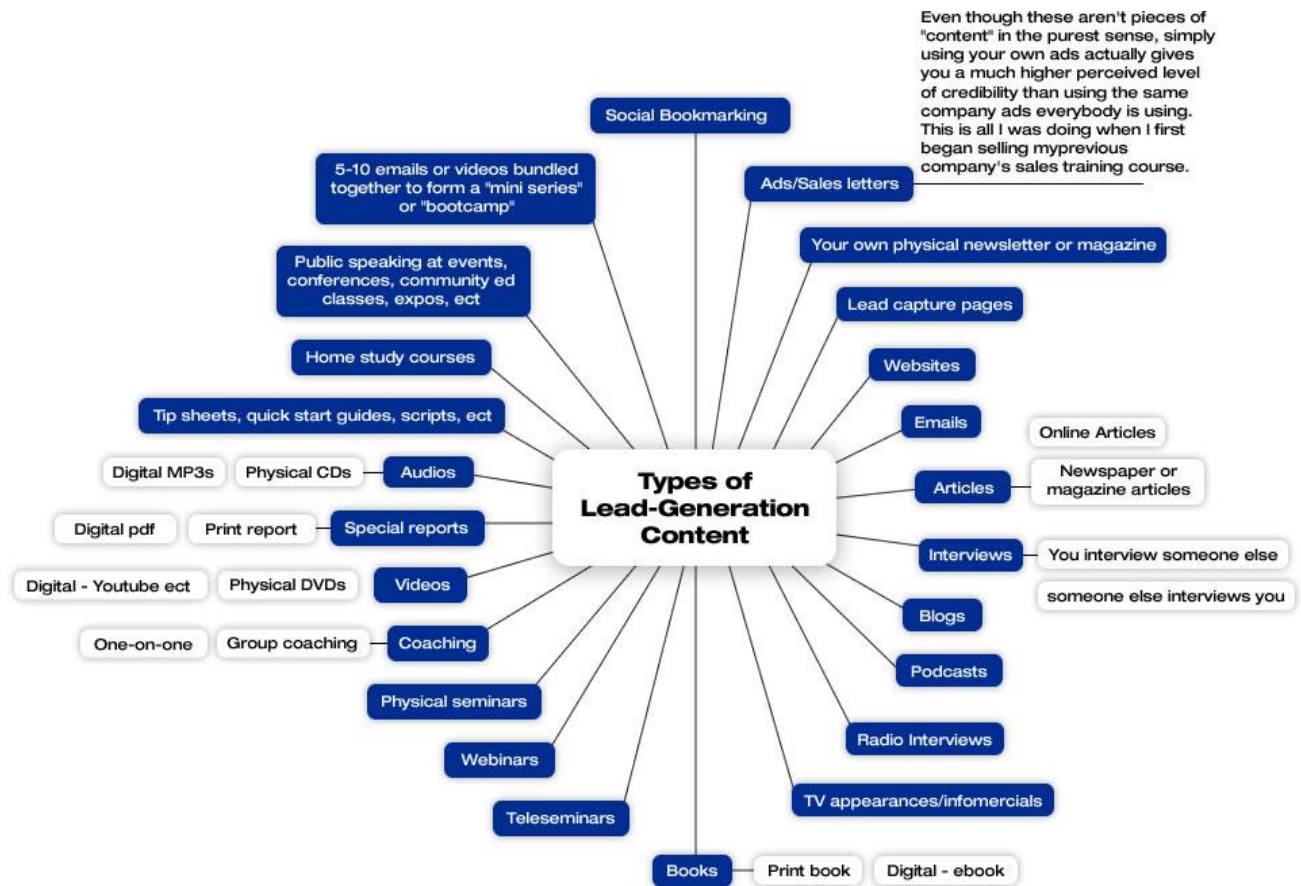 Even though these aren't pieces of
"content" in the purest sense, simply
using your own ads actually gives
you a much higher perceived level
of credibility than using the same
company ads everybody is using.
This is all I was doing when I first
began selling myprevious
company's sales training course.
Social Bookmarking
Ads/Sales letters
Your own physical newsletter or magazine
Lead capture pages
Websites
Emails
Articles
Online Articles
Newspaper or
magazine articles
Interviews
You interview someone else
someone else interviews you
Blogs
Podcasts
Radio Interviews
TV appearances/infomercials
Books
Print book
Digital - ebook
Teleseminars
Webinars
Physical seminars
Coaching
Group coaching
One-on-one
Videos
Physical DVDs
Digital - Youtube ect
Special reports
Print report
Digital pdf
Audios
Physical CDs
Digital MP3s
Tip sheets, quick start guides, scripts, ect
Home study courses
Public speaking at events,
conferences, community ed
classes, expos, ect
5-10 emails or videos bundled
together to form a "mini series"
or "bootcamp"
Types of
Lead-Generation
Content